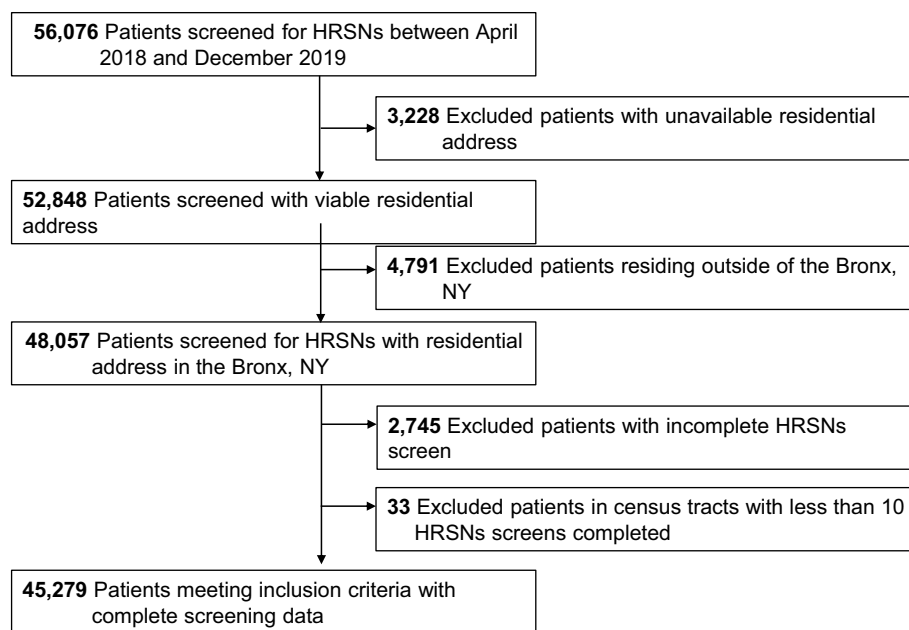 56,076 Patients screened for HRSNs between April
2018 and December 2019
3,228 Excluded patients with unavailable residential
address
52,848 Patients screened with viable residential
address
4,791 Excluded patients residing outside of the Bronx,
NY
48,057 Patients screened for HRSNs with residential
address in the Bronx, NY
2,745 Excluded patients with incomplete HRSNs
screen
33 Excluded patients in census tracts with less than 10
HRSNs screens completed
45,279 Patients meeting inclusion criteria with
complete screening data